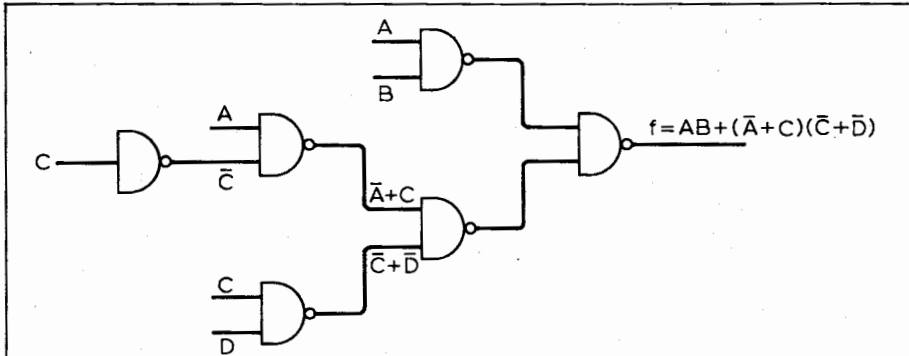 A
B
A
f = AB + (Ā + C)(C̄ + D̄)
C
C̄
Ā + C
C̄ + D̄
C
D